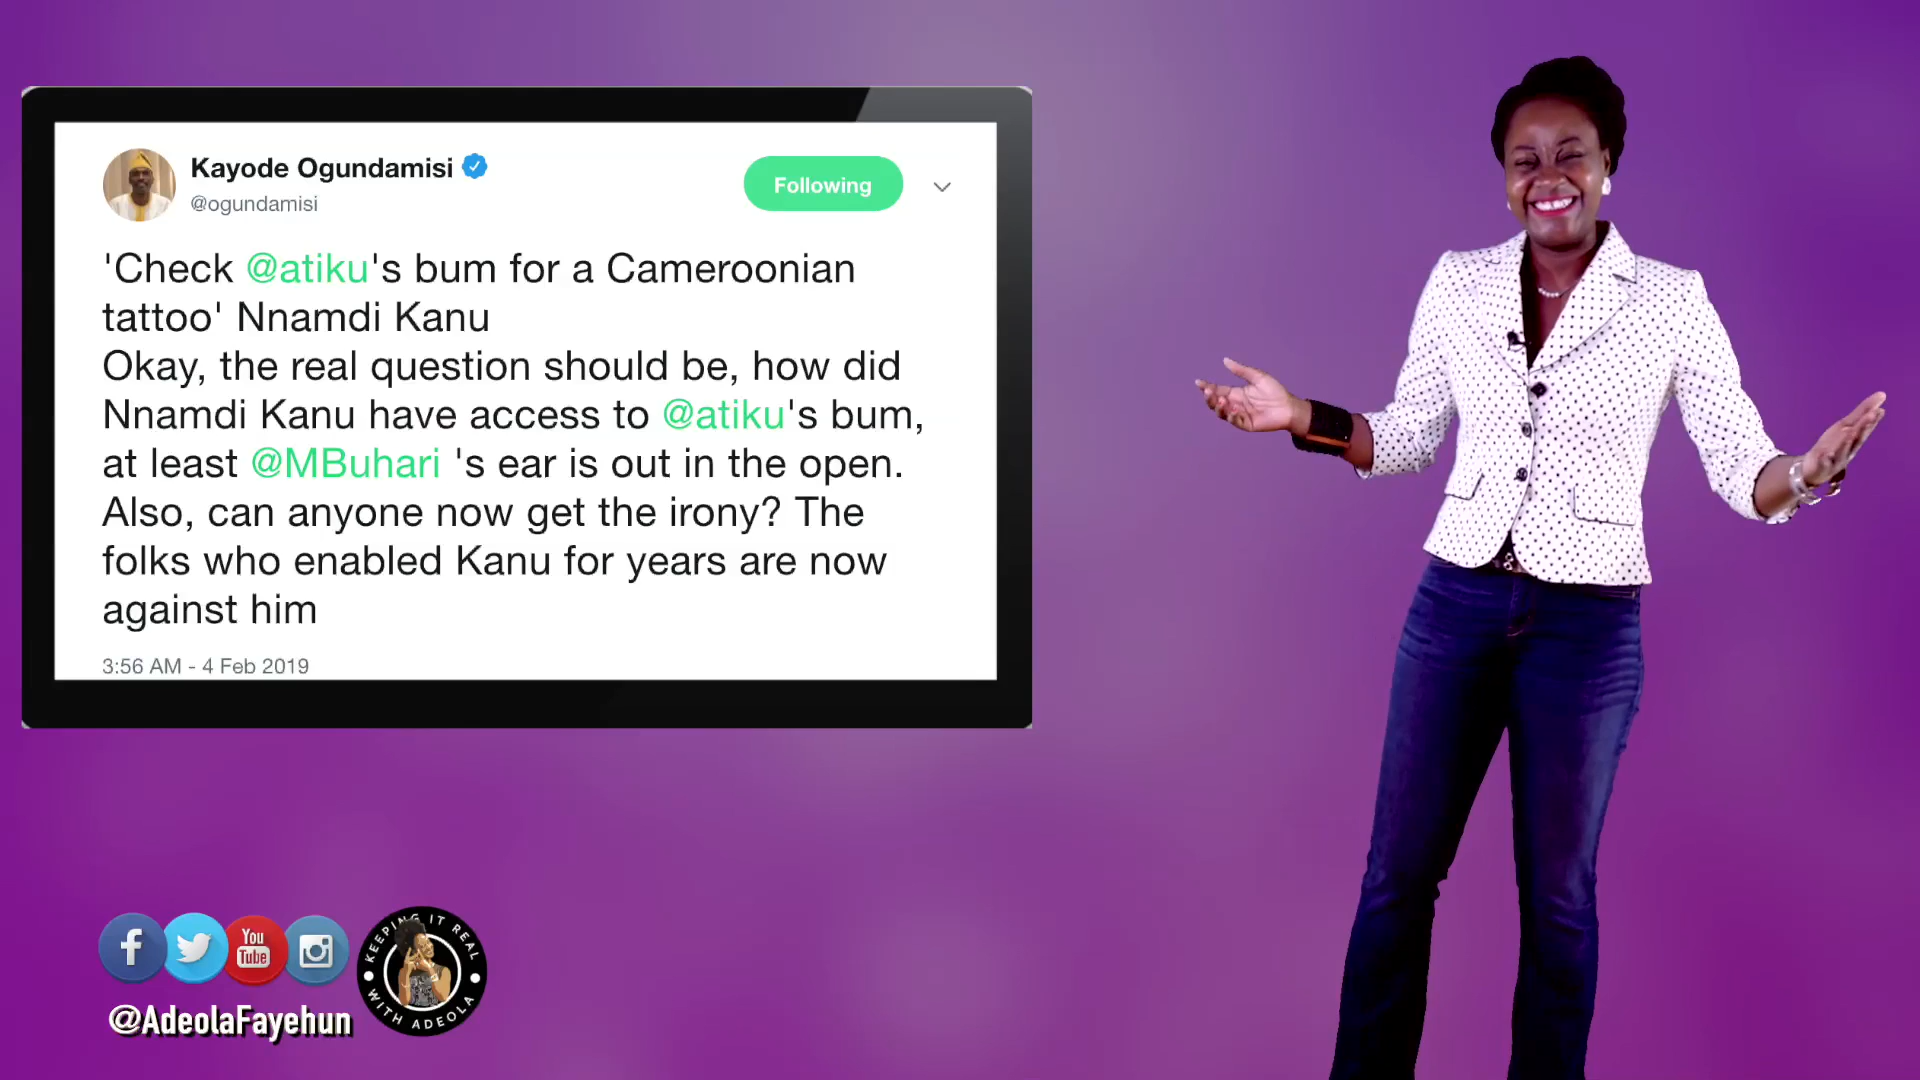 Kayode Ogundamisi
@ogundamisi
Following
'Check @atiku's bum for a Cameroonian
tattoo' Nnamdi Kanu
Okay, the real question should be, how did
Nnamdi Kanu have access to @atiku's bum,
at least @MBuhari 's ear is out in the open.
Also, can anyone now get the irony? The
folks who enabled Kanu for years are now
against him
3:56 AM - 4 Feb 2019
f
You
Tube
@AdeolaFayehun
KEEPING IT REAL
WITH ADEOLA